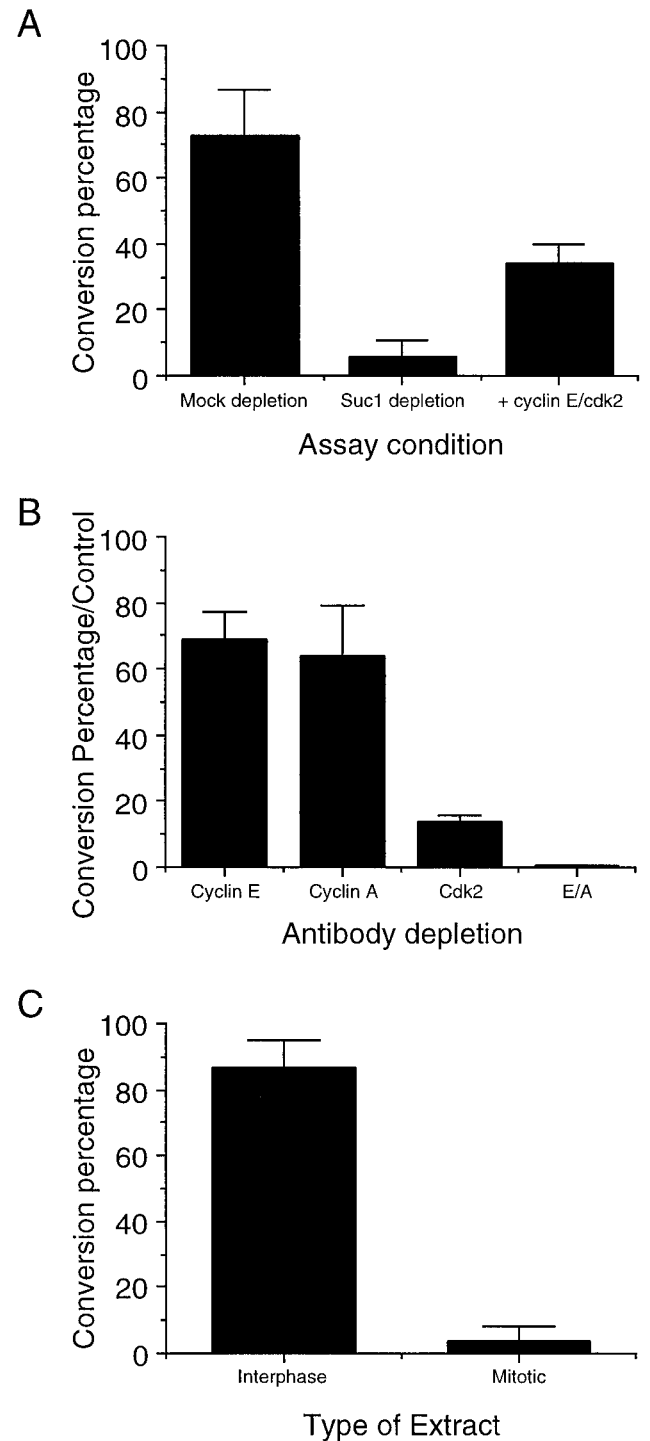 A
Conversion percentage
100
80
60
40
20
0
Mock depletion Suc1 depletion + cyclin E/cdk2
Assay condition
B
Conversion Percentage/Control
100
80
60
40
20
0
Cyclin E Cyclin A Cdk2 E/A
Antibody depletion
C
Conversion percentage
100
80
60
40
20
0
Interphase Mitotic
Type of Extract